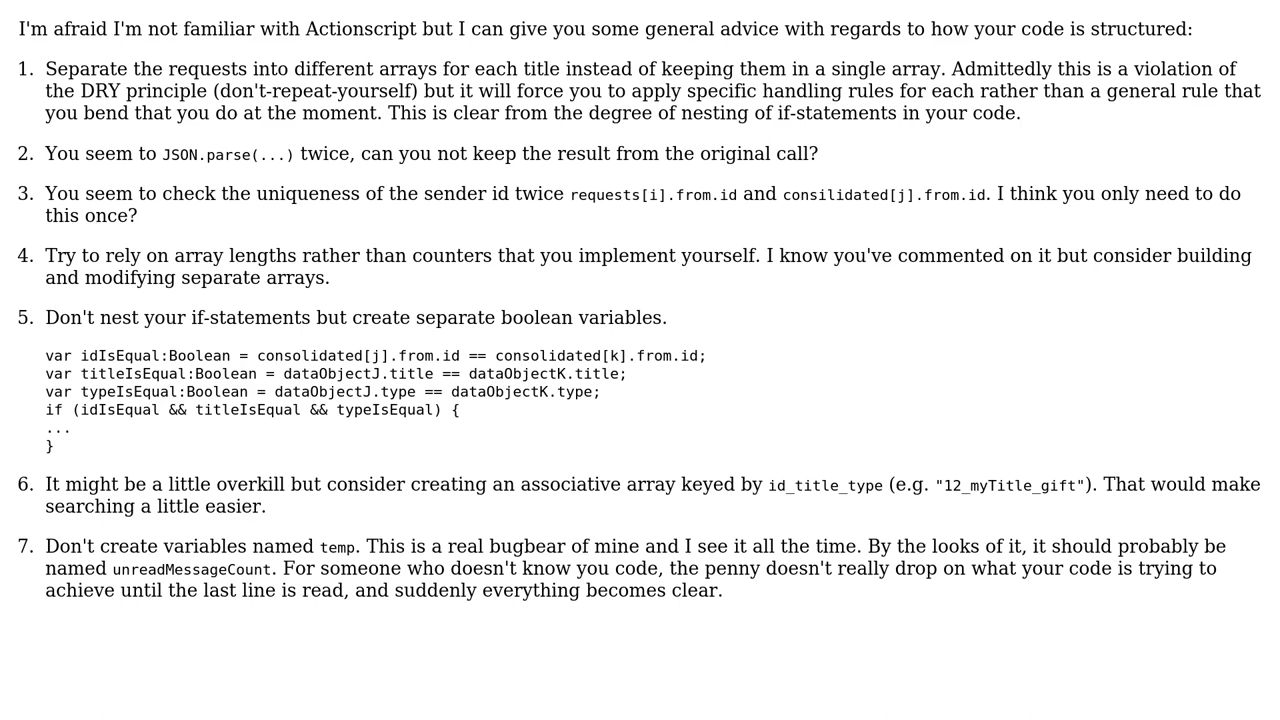 I'm afraid I'm not familiar with Actionscript but I can give you some general advice with regards to how your code is structured:
1. Separate the requests into different arrays for each title instead of keeping them in a single array. Admittedly this is a violation of
the DRY principle (don't-repeat-yourself) but it will force you to apply specific handling rules for each rather than a general rule that
you bend that you do at the moment. This is clear from the degree of nesting of if-statements in your code.
2. You seem to JSON.parse(...) twice, can you not keep the result from the original call?
3. You seem to check the uniqueness of the sender id twice requests[i].from.id and consilidated[j].from.id. I think you only need to do
this once?
4. Try to rely on array lengths rather than counters that you implement yourself. I know you've commented on it but consider building
and modifying separate arrays.
5. Don't nest your if-statements but create separate boolean variables.
var idIsEqual:Boolean = consolidated[j].from.id == consolidated[k].from.id;
var titleIsEqual:Boolean = dataObjectJ.title == dataObjectK.title;
var typeIsEqual:Boolean = dataObjectJ.type == dataObjectK.type;
if (idIsEqual && titleIsEqual && typeIsEqual) {
...
}
6. It might be a little overkill but consider creating an associative array keyed by id_title_type (e.g. "12_myTitle_gift"). That would make
searching a little easier.
7. Don't create variables named temp. This is a real bugbear of mine and I see it all the time. By the looks of it, it should probably be
named unreadMessageCount. For someone who doesn't know you code, the penny doesn't really drop on what your code is trying to
achieve until the last line is read, and suddenly everything becomes clear.